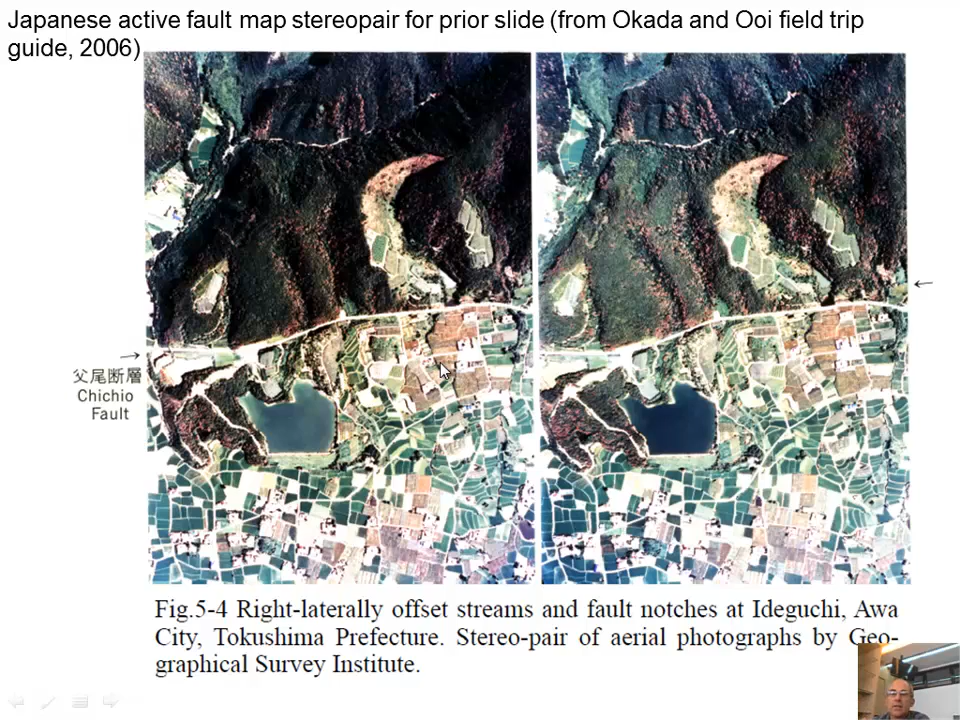 Japanese active fault map stereopair for prior slide (from Okada and Ooi field trip
guide, 2006)
父尾断層
Chichio
Fault
Fig.5-4 Right-laterally offset streams and fault notches at Ideguchi, Awa
City, Tokushima Prefecture. Stereo-pair of aerial photographs by Geo-
graphical Survey Institute.